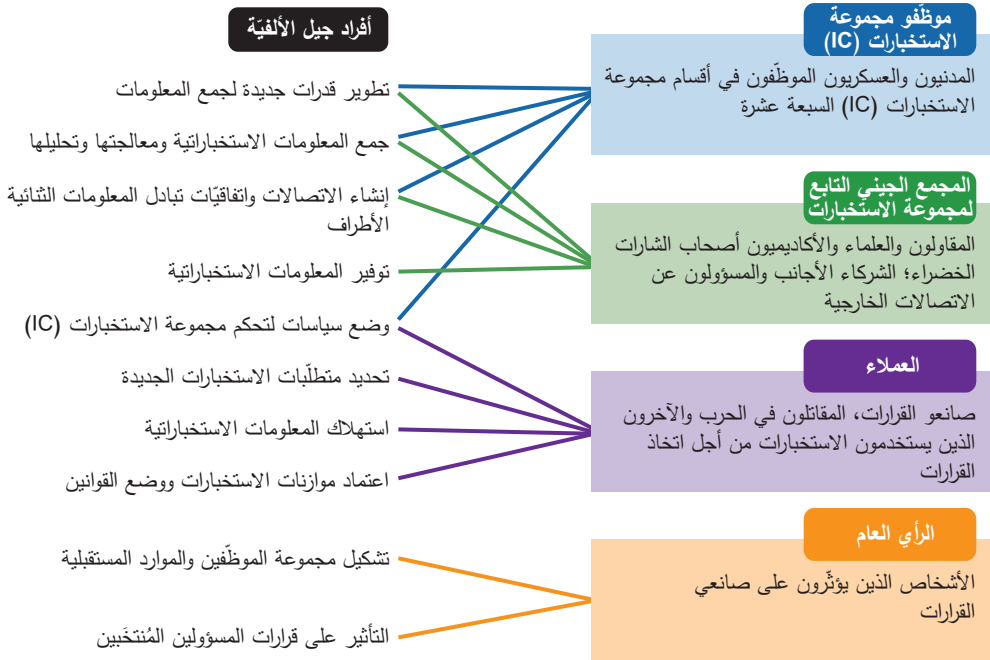 موظّفو مجموعة
الاستخبارات (IC)
المدنيون والعسكريون الموظّفون في أقسام مجموعة
الاستخبارات (IC) السبعة عشرة
المجمع الجيني التابع
لمجموعة الاستخبارات
المقاولون والعلماء والأكاديميون أصحاب الشارات
الخضراء؛ الشركاء الأجانب والمسؤولون عن
الاتصالات الخارجية
العملاء
صانعو القرارات، المقاتلون في الحرب والآخرون
الذين يستخدمون الاستخبارات من أجل اتخاذ
القرارات
الرأي العام
الأشخاص الذين يؤثّرون على صانعي
القرارات
أفراد جيل الألفيّة
تطوير قدرات جديدة لجمع المعلومات
جمع المعلومات الاستخباراتية ومعالجتها وتحليلها
إنشاء الاتصالات واتفاقيّات تبادل المعلومات الثنائية
الأطراف
توفير المعلومات الاستخباراتية
وضع سياسات لتحكم مجموعة الاستخبارات (IC)
تحديد متطلّبات الاستخبارات الجديدة
استهلاك المعلومات الاستخباراتية
اعتماد موازنات الاستخبارات ووضع القوانين
تشكيل مجموعة الموظّفين والموارد المستقبلية
التأثير على قرارات المسؤولين المُنتخَبين